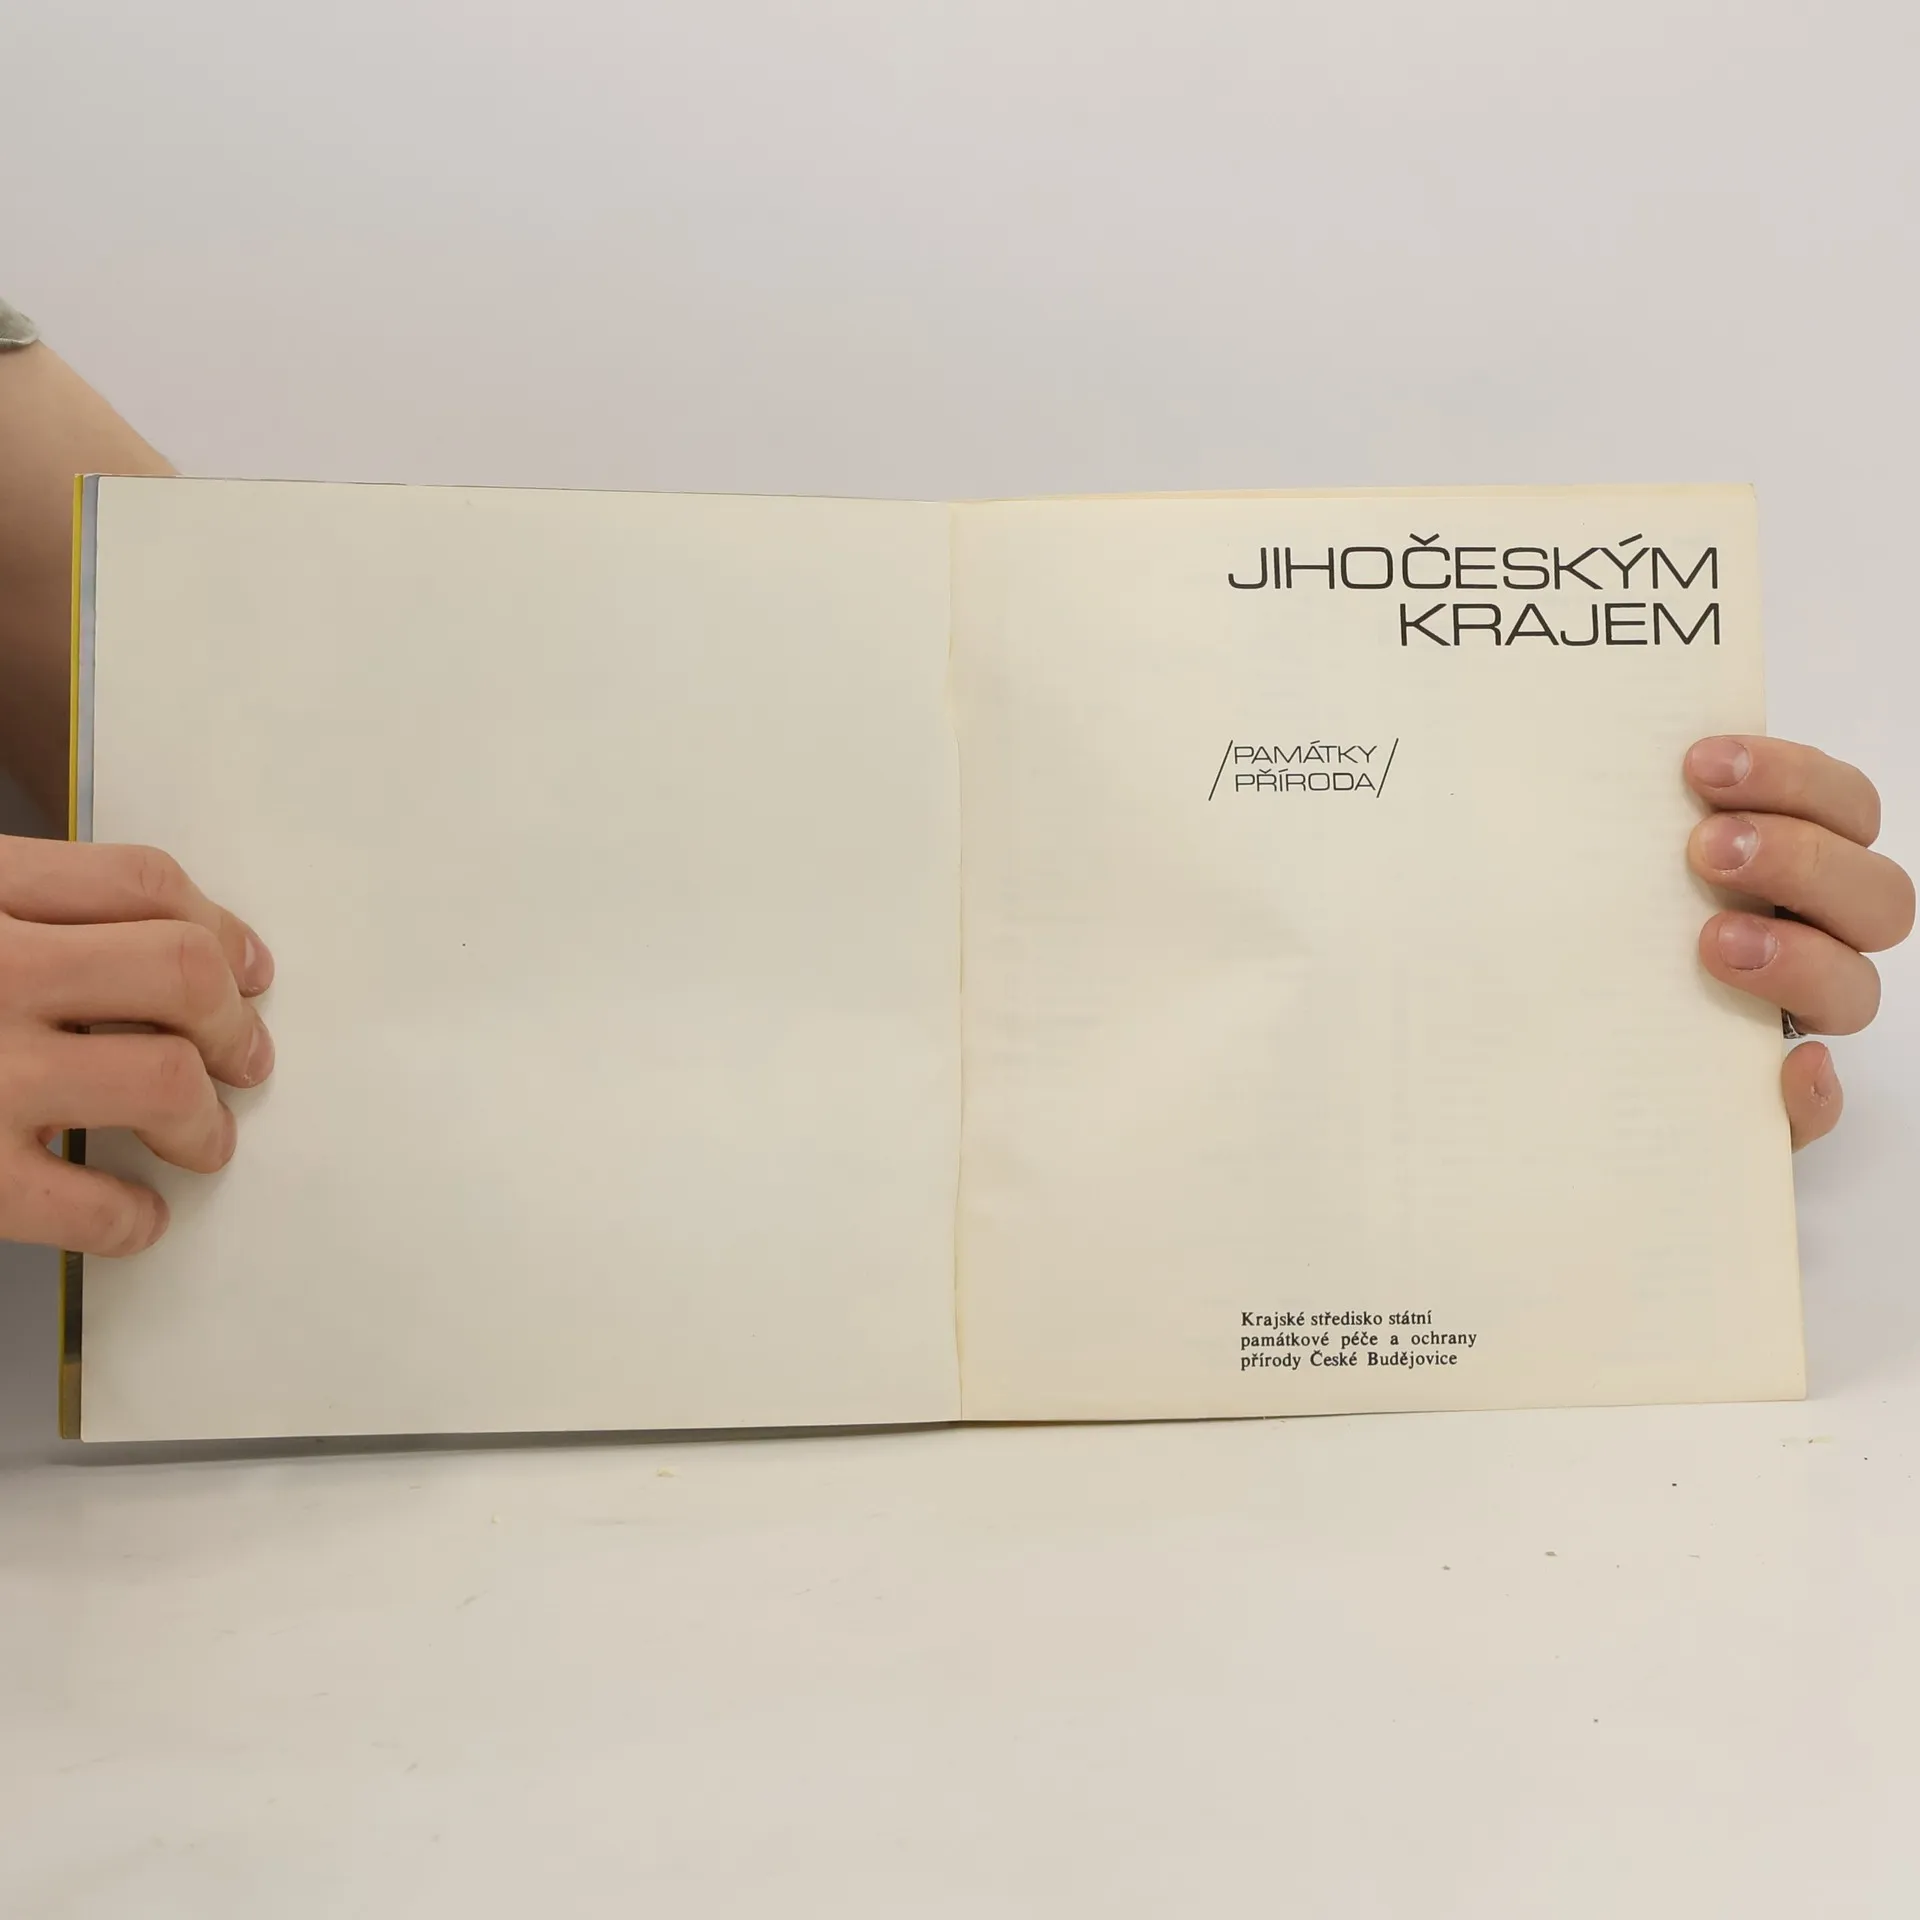 JIHOČESKÝM
KRAJEM
/PAMÁTKY
PŘÍRODA/
Krajské středisko státní
památkové péče a ochrany
přírody České Budějovice